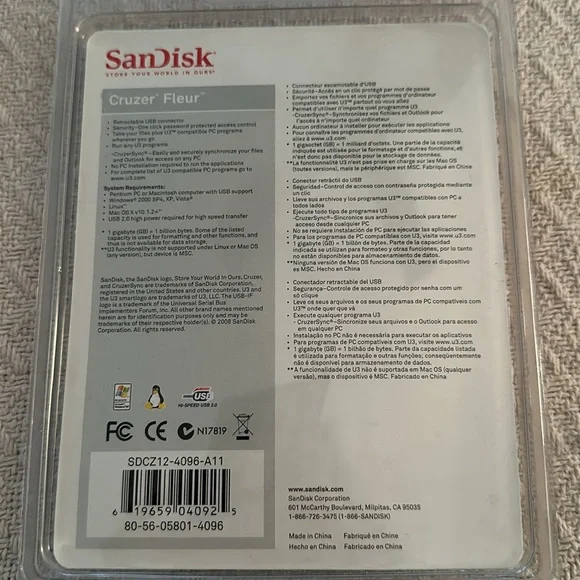 SanDisk
STORE YOUR WORLD IN OURS®
Cruzer® Fleur™
• Retractable USB connector
• Security-One click password protected access control
• Take your files plus U3™ compatible PC programs
wherever you go
• Run any U3 program
-CruzerSync®-Easily and securely synchronize your files
and Outlook for access on any PC
• No PC installation required to run the applications
• For complete list of U3 compatible PC programs go to
www.u3.com
System Requirements:
• Pentium PC or Macintosh computer with USB support
• Windows® 2000 SP4, XP, Vista®
• Linux™
• Mac OS X v10.1.2+**
• USB 2.0 high power required for high speed transfer
* 1 gigabyte (GB) = 1 billion bytes. Some of the listed
capacity is used for formatting and other functions, and
thus is not available for data storage.
**U3 functionality is not supported under Linux or Mac OS
(any version), but device is MSC.
SanDisk, the SanDisk logo, Store Your World In Ours, Cruzer,
and CruzerSync are trademarks of SanDisk Corporation,
registered in the United States and other countries. U3 and
the U3 smartlogo are trademarks of U3, LLC. The USB-IF
logo is a trademark of the Universal Serial Bus
Implementers Forum, Inc. All other brand names mentioned
herein are for identification purposes only and may be
trademarks of their respective holder(s). © 2008 SanDisk
Corporation. All rights reserved.
USB
HI-SPEED USB 2.0
FC CE N17819
SDCZ12-4096-A11
6 19659 04092 5
80-56-05801-4096
• Connecteur escamotable d'USB
• Sécurité-Accès en un clic protégé par mot de passe
• Emportez vos fichiers et vos programmes d'ordinateur
compatibles avec U3™ partout où vous allez
• Permet d'utiliser n'importe quel programme U3
-CruzerSync®-Synchronisez vos fichiers et Outlook pour
l'accès à n'importe quel ordinateur
• Aucun ordinateur à installer pour exécuter les applications
• Pour connaître les programmes d'ordinateur compatibles avec U3,
allez à www.u3.com
* 1 gigaoctet (GB) = 1 milliard d'octets. Une partie de la capacité
indiquée est utilisée pour le formatage et d'autres fonctions, et
n'est donc pas disponible pour le stockage de données.
**La fonctionnalité U3 n'est pas prise en charge par les Mac OS
(toutes versions), mais le périphérique est MSC. Fabriqué en China
• Conector retráctil do USB
• Seguridad-Control de acceso con contraseña protegida mediante
un clic
• Lleve sus archivos y los programas U3™compatibles con PC a
todos lados
• Ejecute todo tipo de programas U3
-CruzerSync®-Sincronice sus archivos y Outlook para tener
acceso desde cualquier PC
• No se requiere instalación de PC para ejecutar las aplicaciones
• Para los programas de PC compatibles con U3, visite www.u3.com
* 1 gigabyte (GB) = 1 billón de bytes. Parte de la capacidad
indicada se utiliza para formateo y otras funciones, por lo tanto
no están disponibles para almacenamiento de datos.
**Ninguna versión de Mac OS funciona con U3, pero el dispositivo
es MSC. Hecho en China
• Conectador retratable do USB
• Segurança-Controle de acesso protegido por senha com um
só clique
• Leve os seus arquivos e os seus programas de PC compatíveis com
U3™ onde quer que vá
• Execute qualquer programa U3
-CruzerSync®-Sincronize seus arquivos e o Outlook para acesso
em qualquer PC
• Instalação no PC não é necessária para executar os aplicativos
• Para programas de PC compatíveis com U3, visite www.u3.com
* 1 gigabyte (GB) = 1 bilhão de bytes. Parte da capacidade listada
é utilizada para formatação e outras funções; conseqüentemente
não é disponível para armazenamento de dados.
**A funcionalidade de U3 não é suportada em Mac OS (qualquer
versão), mas o dispositivo é MSC. Fabricado en China
www.sandisk.com
SanDisk Corporation
601 McCarthy Boulevard, Milpitas, CA 95035
1-866-726-3475 (1-866-SANDISK)
Made in China Fabriqué en China
Hecho en China Fabricado en China